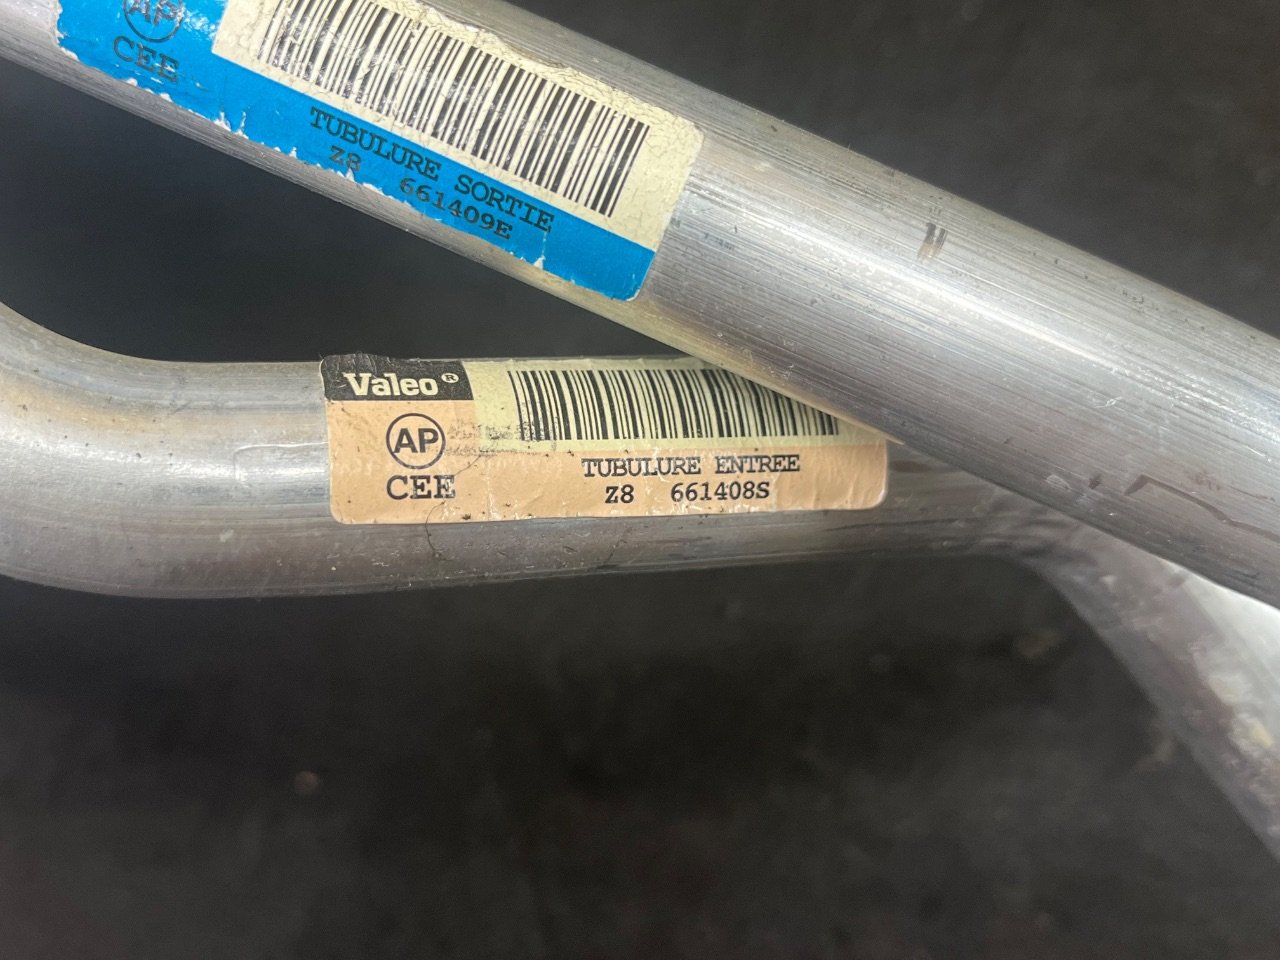 AP
CEE
TUBULURE SORTIE
Z8 661409E
Valeo®
AP
CEE
TUBULURE ENTREE
Z8 661408S